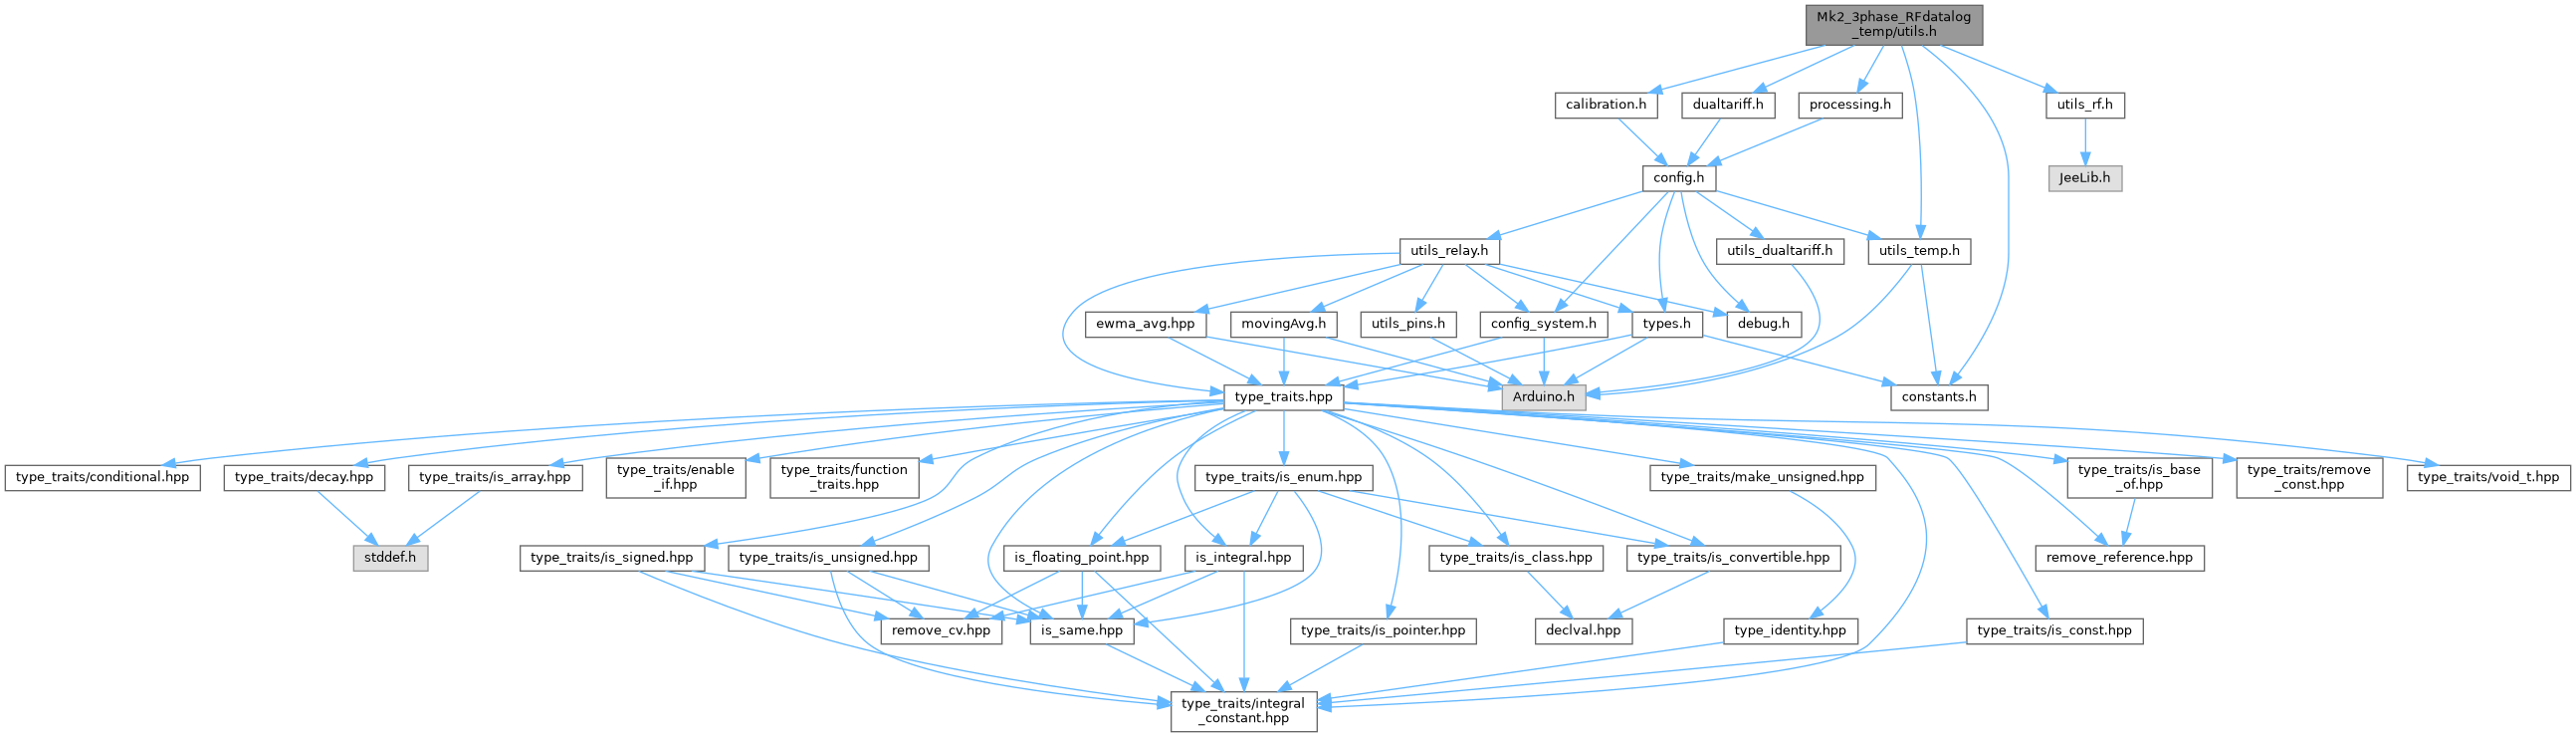 Mk2_3phase_RFdatalog
_temp/utils.h
calibration.h
dualtariff.h
processing.h
utils_rf.h
config.h
JeeLib.h
utils_relay.h
utils_dualtariff.h
utils_temp.h
ewma_avg.hpp
movingAvg.h
utils_pins.h
config_system.h
types.h
debug.h
type_traits.hpp
Arduino.h
constants.h
type_traits/conditional.hpp
type_traits/decay.hpp
type_traits/is_array.hpp
type_traits/enable
_if.hpp
type_traits/function
_traits.hpp
type_traits/is_enum.hpp
type_traits/make_unsigned.hpp
type_traits/is_base
_of.hpp
type_traits/remove
_const.hpp
type_traits/void_t.hpp
stddef.h
type_traits/is_signed.hpp
type_traits/is_unsigned.hpp
is_floating_point.hpp
is_integral.hpp
type_traits/is_class.hpp
type_traits/is_convertible.hpp
remove_reference.hpp
remove_cv.hpp
is_same.hpp
type_traits/is_pointer.hpp
declval.hpp
type_identity.hpp
type_traits/is_const.hpp
type_traits/integral
_constant.hpp